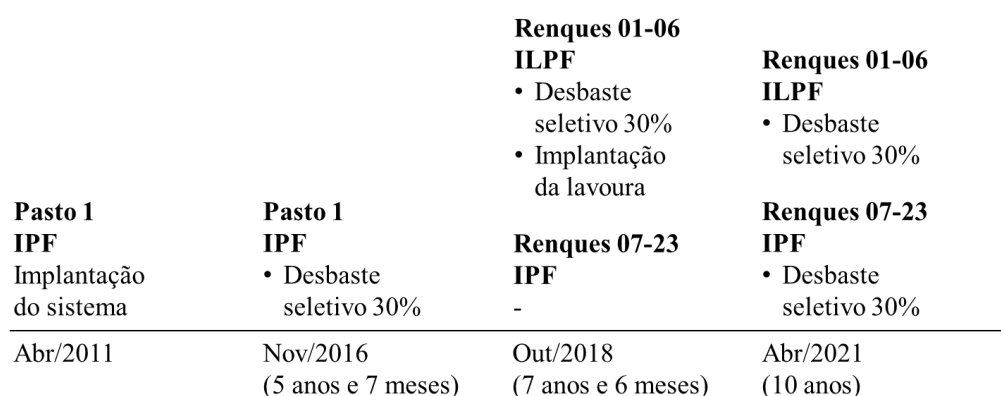 Pasto 1
IPF
Implantação
do sistema
Abr/2011
Pasto 1
IPF
• Desbaste
seletivo 30%
Nov/2016
(5 anos e 7 meses)
Renques 01-06
ILPF
• Desbaste
seletivo 30%
• Implantação
da lavoura
Renques 07-23
IPF
-
Out/2018
(7 anos e 6 meses)
Renques 01-06
ILPF
• Desbaste
seletivo 30%
Renques 07-23
IPF
• Desbaste
seletivo 30%
Abr/2021
(10 anos)